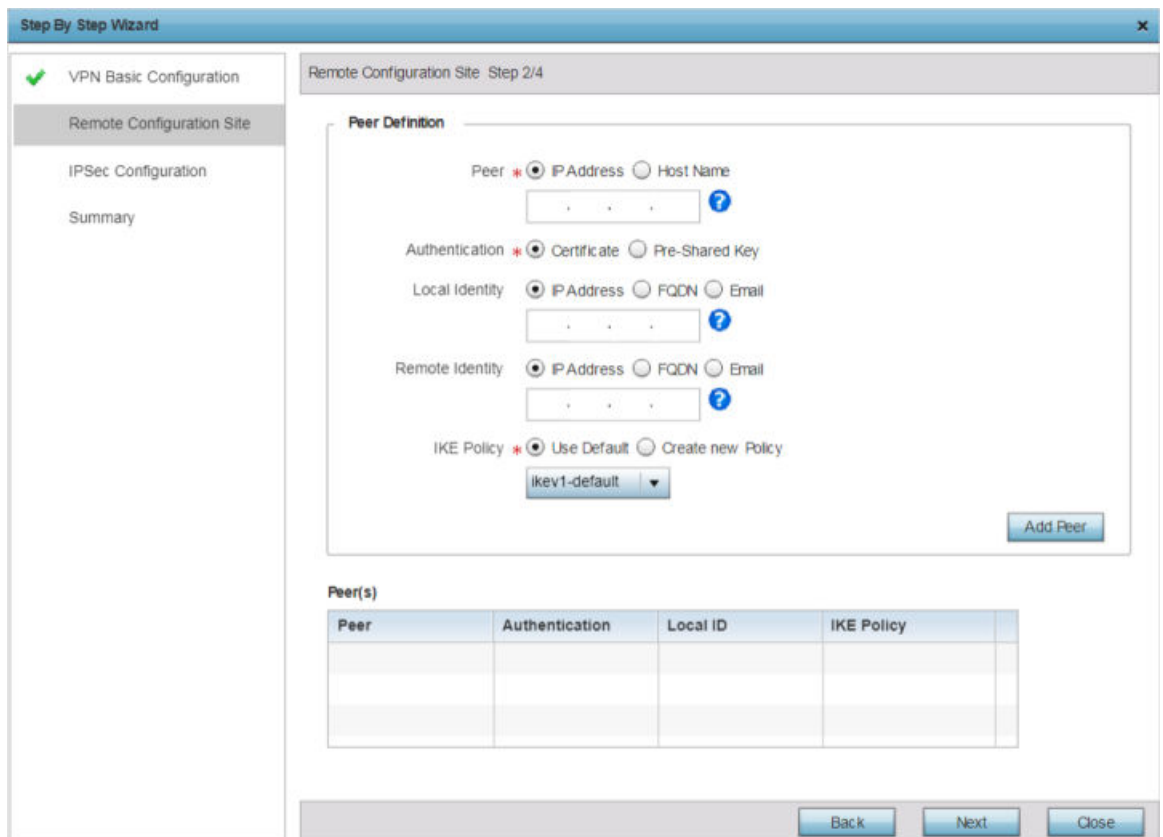 Step By Step Wizard
VPN Basic Configuration
Remote Configuration Site
IPSec Configuration
Summary
Remote Configuration Site Step 2/4
Peer Definition
Peer * IP Address Host Name
. . . ?
Authentication * Certificate Pre-Shared Key
Local Identity IP Address FQDN Email
. . . ?
Remote Identity IP Address FQDN Email
. . . ?
IKE Policy * Use Default Create new Policy
ikev1-default
Add Peer
Peer(s)
Peer Authentication Local ID IKE Policy
Back Next Close